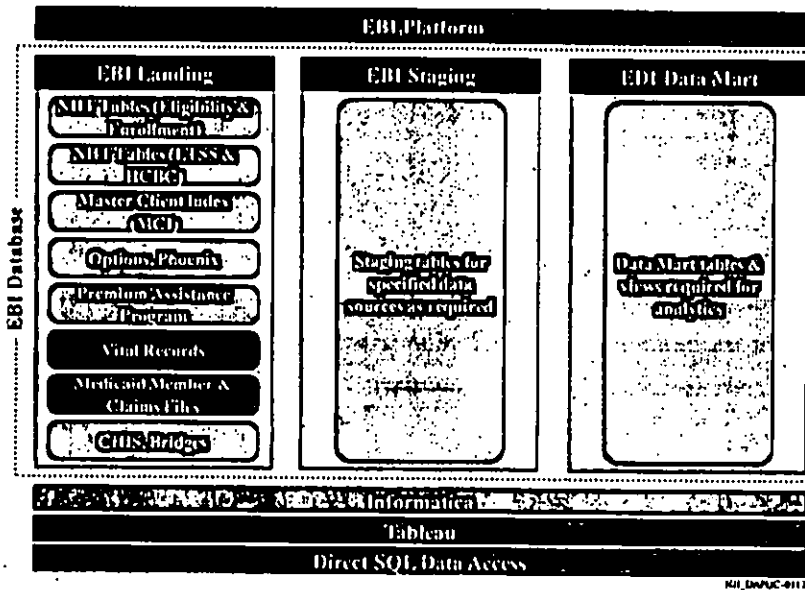 EBI Platform
EBI Database
EBI Landing
NH Tables (Eligibility &
Enrollment)
NH Tables (LTSS &
HCBC)
Master Client Index
(MCI)
Options, Phoenix
Premium Assistance
Program
Vital Records
Medicaid Member &
Claims Files
CHIS, Bridges
EBI Staging
Staging tables for
specified data
sources as required
EDI Data Mart
Data Mart tables &
views required for
analytics
Informatica
Tableau
Direct SQL Data Access